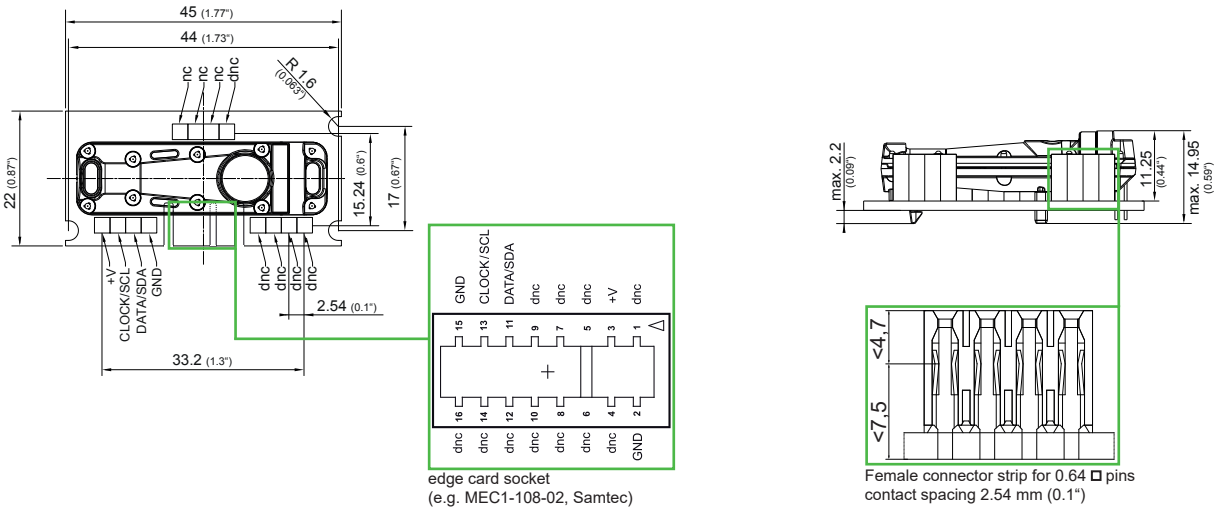 45 (1.77")
44 (1.73")
nc
nc
nc
dnc
R 1.6
(0.063")
22 (0.87")
15.24 (0.6")
17 (0.67")
+V
CLOCK/SCL
DATA/SDA
GND
dnc
dnc
dnc
dnc
2.54 (0.1")
33.2 (1.3")
GND
CLOCK/SCL
DATA/SDA
dnc
dnc
dnc
+V
dnc
15
13
11
9
7
5
3
1
16
14
12
10
8
6
4
2
dnc
dnc
dnc
dnc
dnc
dnc
dnc
GND
edge card socket
(e.g. MEC1-108-02, Samtec)
max. 2.2
(0.09")
11.25
(0.44")
max. 14.95
(0.59")
<4,7
<7,5
Female connector strip for 0.64 □ pins
contact spacing 2.54 mm (0.1“)